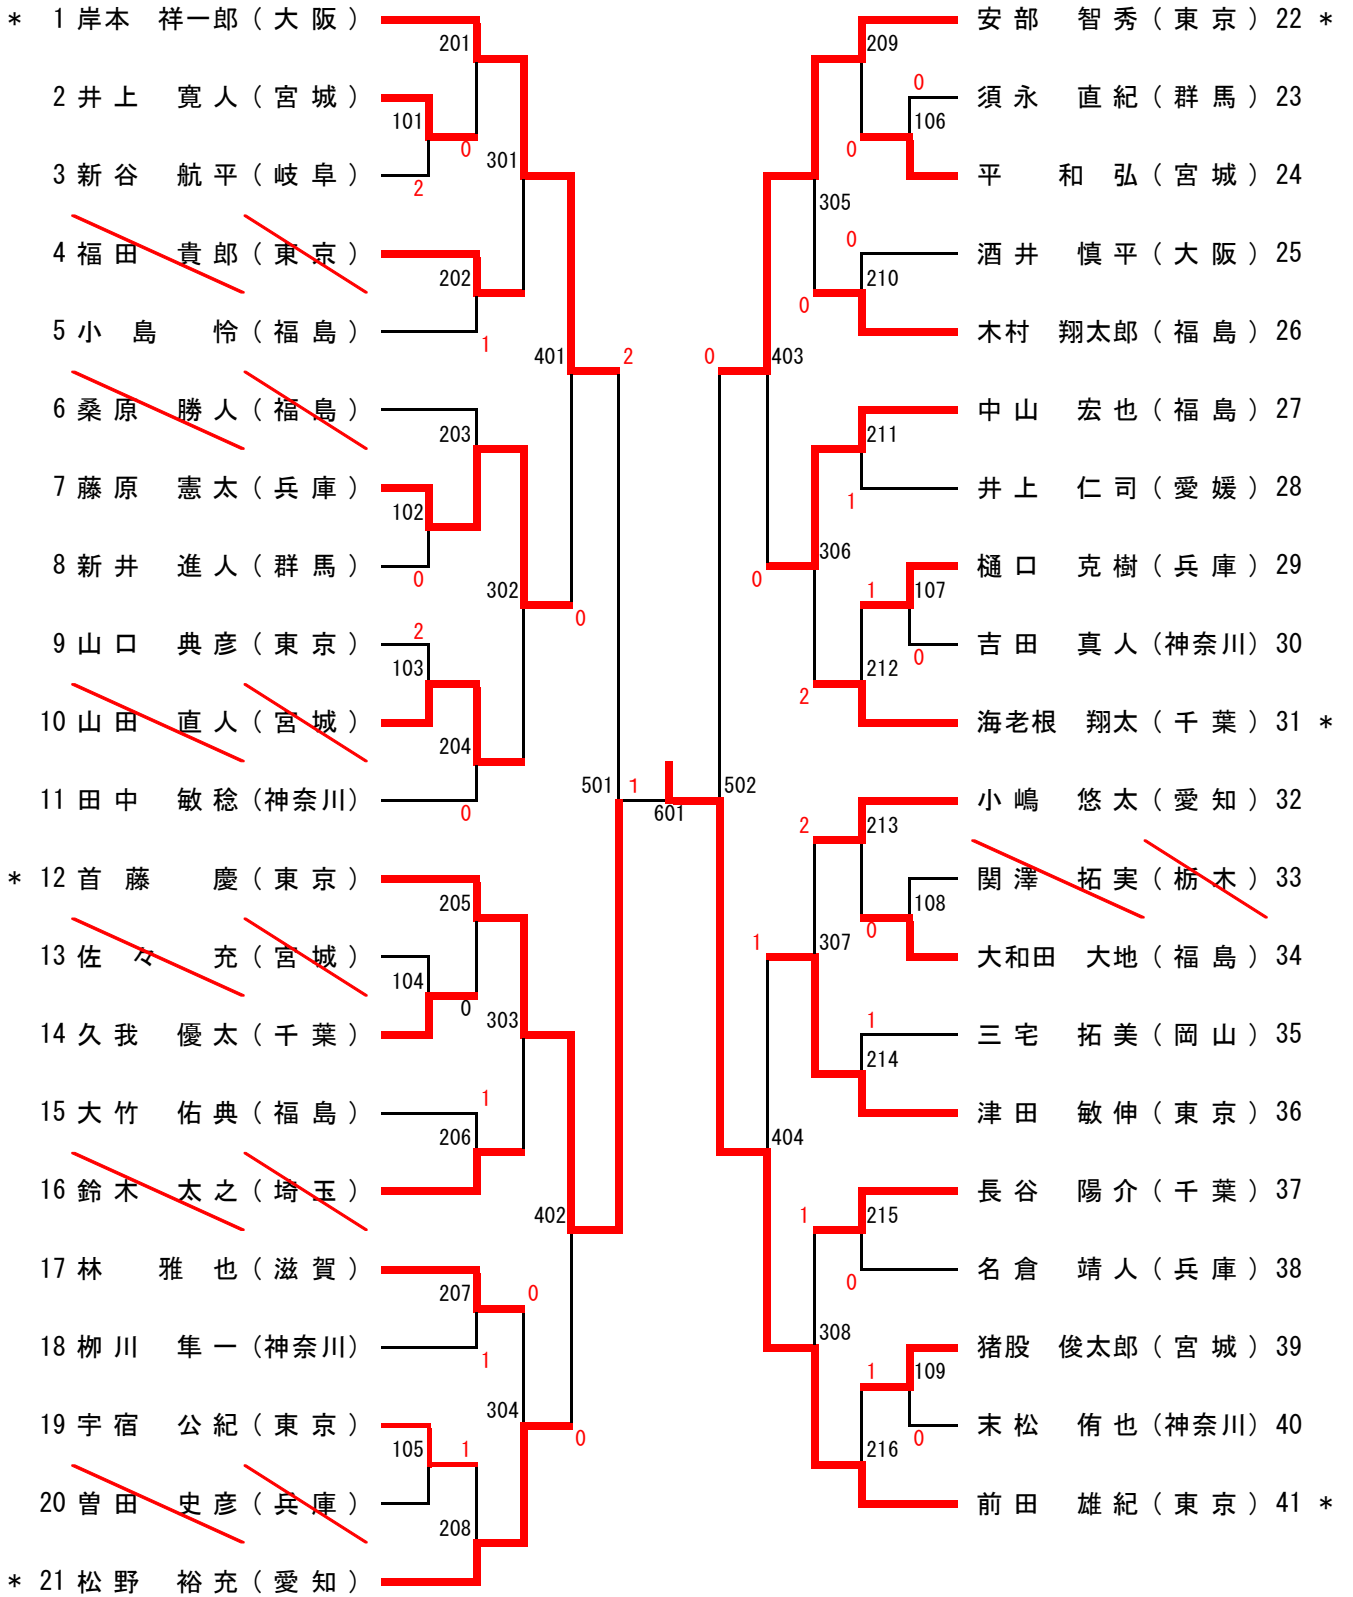 * 1 岸本 祥一郎 (大阪)
2 井上 寛人 (宮城)
3 新谷 航平 (岐阜)
4 福田 貴郎 (東京)
5 小島 怜 (福島)
6 桑原 勝人 (福島)
7 藤原 憲太 (兵庫)
8 新井 進人 (群馬)
9 山口 典彦 (東京)
10 山田 直人 (宮城)
11 田中 敏稔 (神奈川)
* 12 首藤 慶 (東京)
13 佐々 充 (宮城)
14 久我 優太 (千葉)
15 大竹 佑典 (福島)
16 鈴木 太之 (埼玉)
17 林 雅也 (滋賀)
18 栁川 隼一 (神奈川)
19 宇宿 公紀 (東京)
20 曽田 史彦 (兵庫)
* 21 松野 裕充 (愛知)
201
101
0
2
301
202
1
401
2
203
102
0
302
0
2
103
204
0
501
1
601
205
104
0
303
1
206
402
207
0
1
304
0
105
1
208
安部 智秀 (東京) 22 *
須永 直紀 (群馬) 23
平 和弘 (宮城) 24
酒井 慎平 (大阪) 25
木村 翔太郎 (福島) 26
中山 宏也 (福島) 27
井上 仁司 (愛媛) 28
樋口 克樹 (兵庫) 29
吉田 真人 (神奈川) 30
海老根 翔太 (千葉) 31 *
小嶋 悠太 (愛知) 32
関澤 拓実 (栃木) 33
大和田 大地 (福島) 34
三宅 拓美 (岡山) 35
津田 敏伸 (東京) 36
長谷 陽介 (千葉) 37
名倉 靖人 (兵庫) 38
猪股 俊太郎 (宮城) 39
末松 侑也 (神奈川) 40
前田 雄紀 (東京) 41 *
209
0
106
0
305
0
210
0
0
403
211
1
306
0
1
107
0
212
2
502
2
213
108
0
1
307
1
214
404
1
215
0
308
1
109
0
216